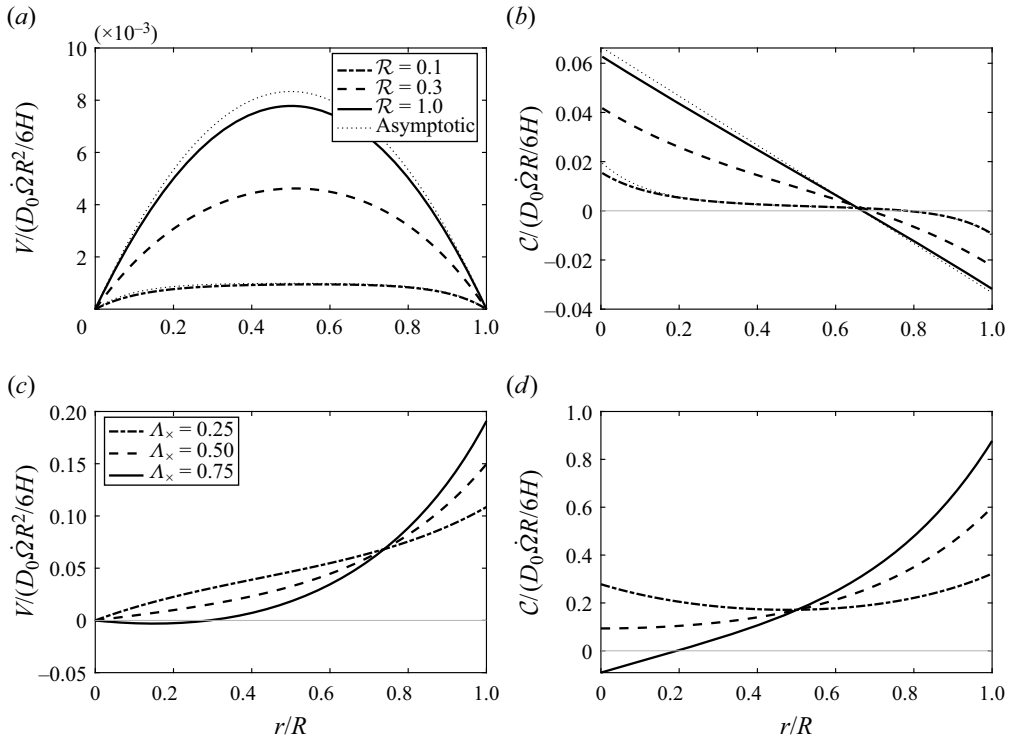 (a)
(×10⁻³)
10
8
6
4
2
0
0.2
0.4
0.6
0.8
1.0
V/(D₀Ω̇R²/6H)
ℛ = 0.1
ℛ = 0.3
ℛ = 1.0
Asymptotic
(b)
0.06
0.04
0.02
0
−0.02
−0.04
0
0.2
0.4
0.6
0.8
1.0
𝒞/(D₀Ω̇R/6H)
(c)
0.20
0.15
0.10
0.05
0
−0.05
0
0.2
0.4
0.6
0.8
1.0
V/(D₀Ω̇R²/6H)
r/R
Λ× = 0.25
Λ× = 0.50
Λ× = 0.75
(d)
1.0
0.8
0.6
0.4
0.2
0
0
0.2
0.4
0.6
0.8
1.0
𝒞/(D₀Ω̇R/6H)
r/R